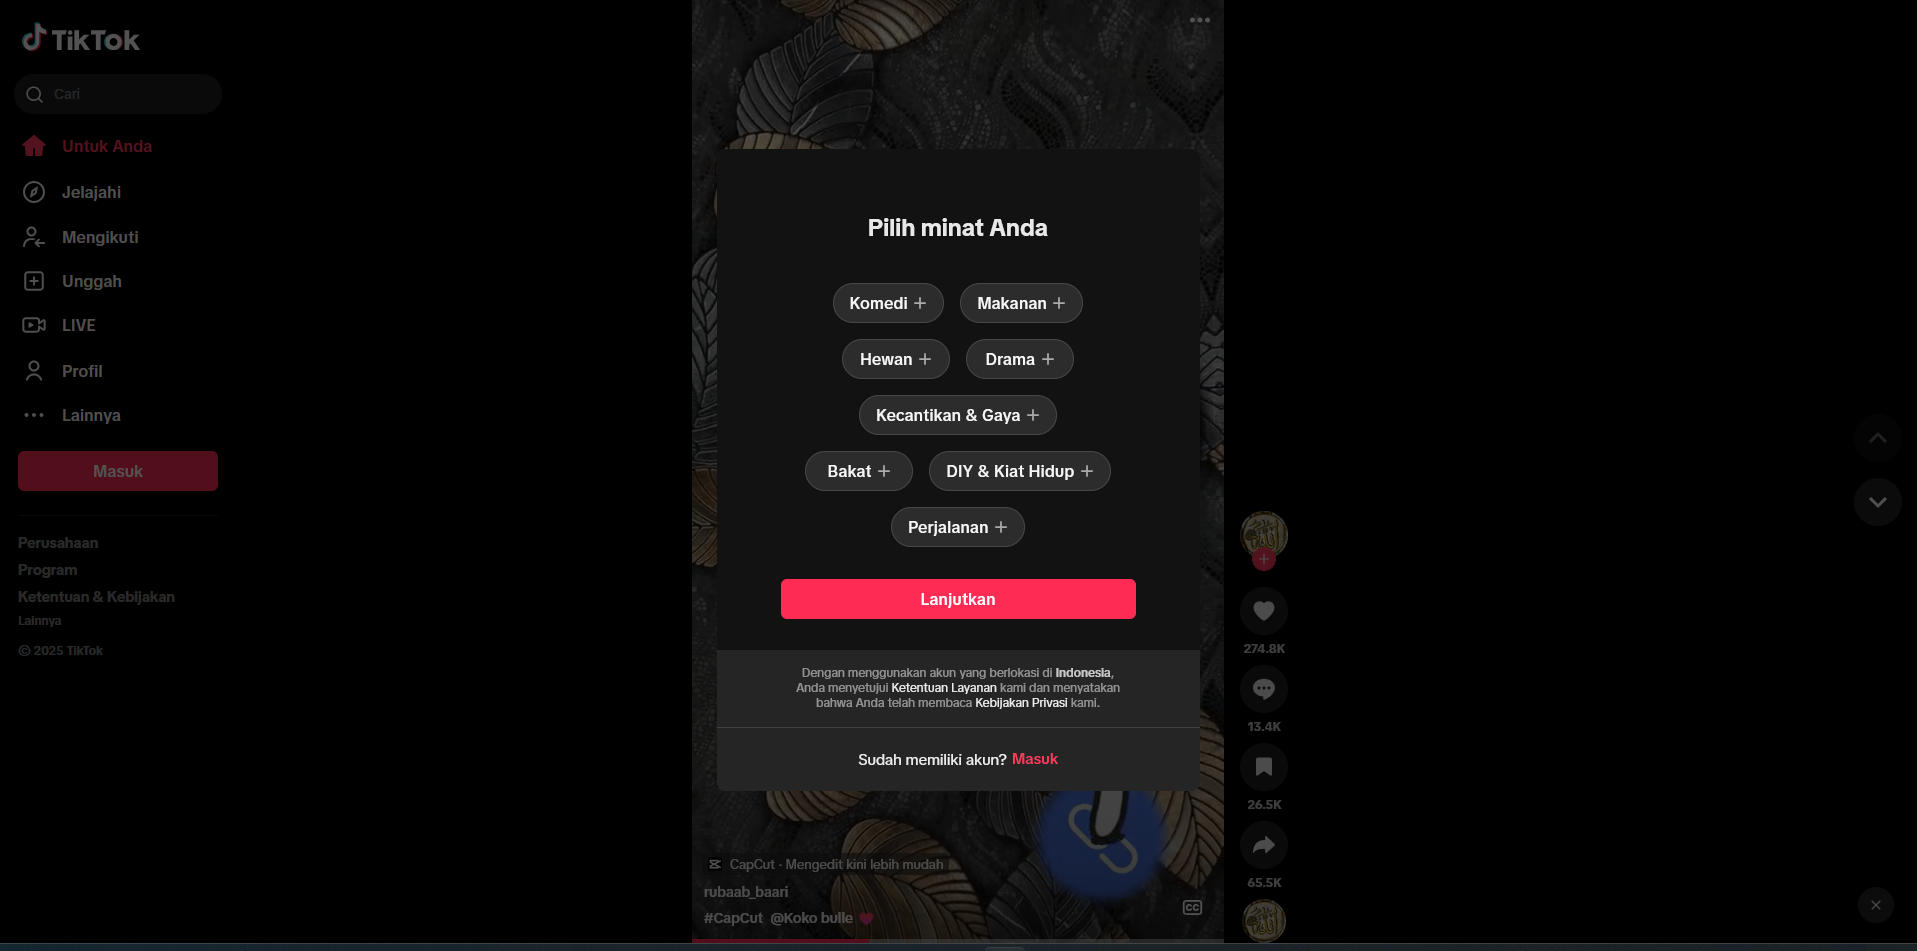 TikTok
Cari
Untuk Anda
Jelajahi
Mengikuti
Unggah
LIVE
Profil
Lainnya
Masuk
Perusahaan
Program
Ketentuan & Kebijakan
Lainnya
© 2025 TikTok
Pilih minat Anda
Komedi
Makanan
Hewan
Drama
Kecantikan & Gaya
Bakat
DIY & Kiat Hidup
Perjalanan
Lanjutkan
Dengan menggunakan akun yang berlokasi di Indonesia,
Anda menyetujui Ketentuan Layanan kami dan menyatakan
bahwa Anda telah membaca Kebijakan Privasi kami.
Sudah memiliki akun? Masuk
CapCut · Mengedit kini lebih mudah
rubaab_baari
#CapCut @Koko bulle
CC
274.8K
13.4K
26.5K
65.5K